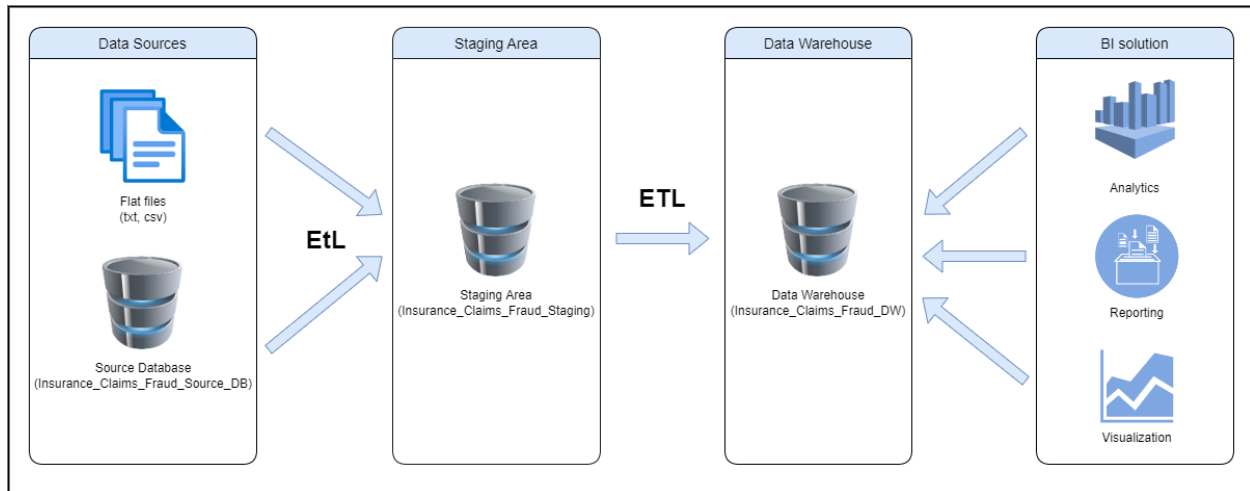 Data Sources
Flat files
(txt, csv)
Source Database
(Insurance_Claims_Fraud_Source_DB)
EtL
Staging Area
Staging Area
(Insurance_Claims_Fraud_Staging)
ETL
Data Warehouse
Data Warehouse
(Insurance_Claims_Fraud_DW)
BI solution
Analytics
Reporting
Visualization